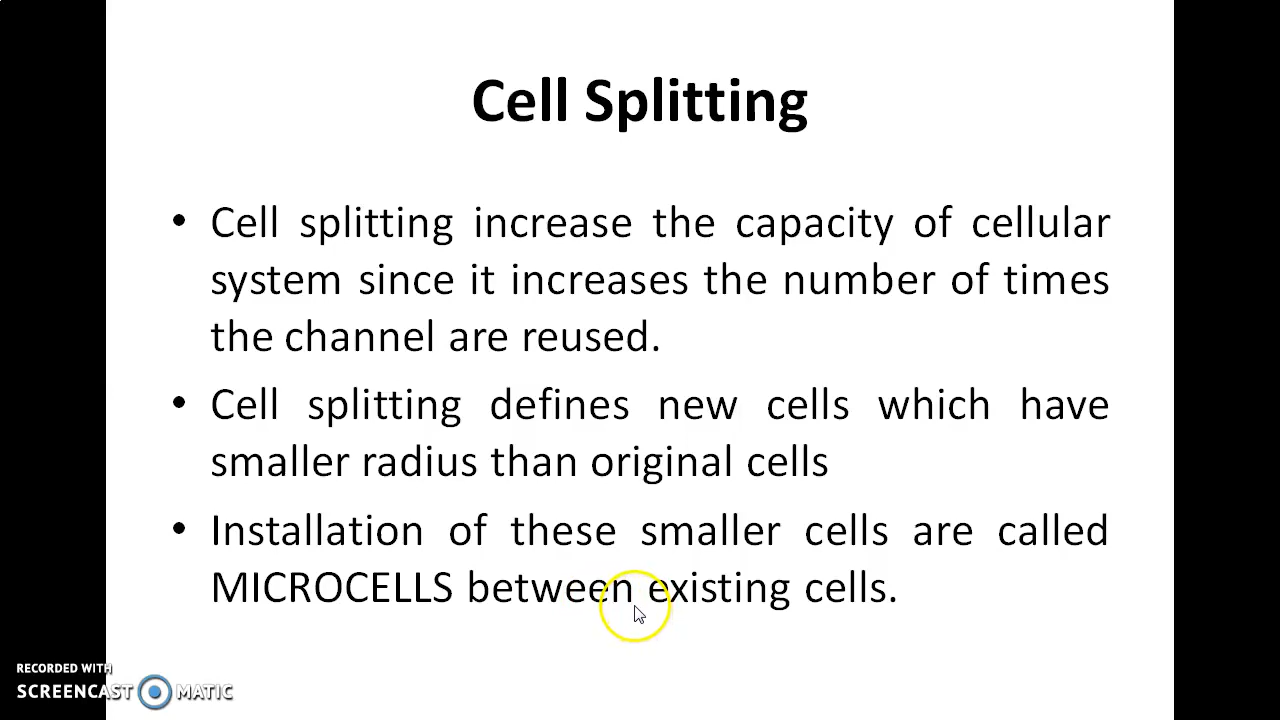 Cell Splitting
• Cell splitting increase the capacity of cellular
system since it increases the number of times
the channel are reused.
• Cell splitting defines new cells which have
smaller radius than original cells
• Installation of these smaller cells are called
MICROCELLS between existing cells.
RECORDED WITH
SCREENCAST MATIC